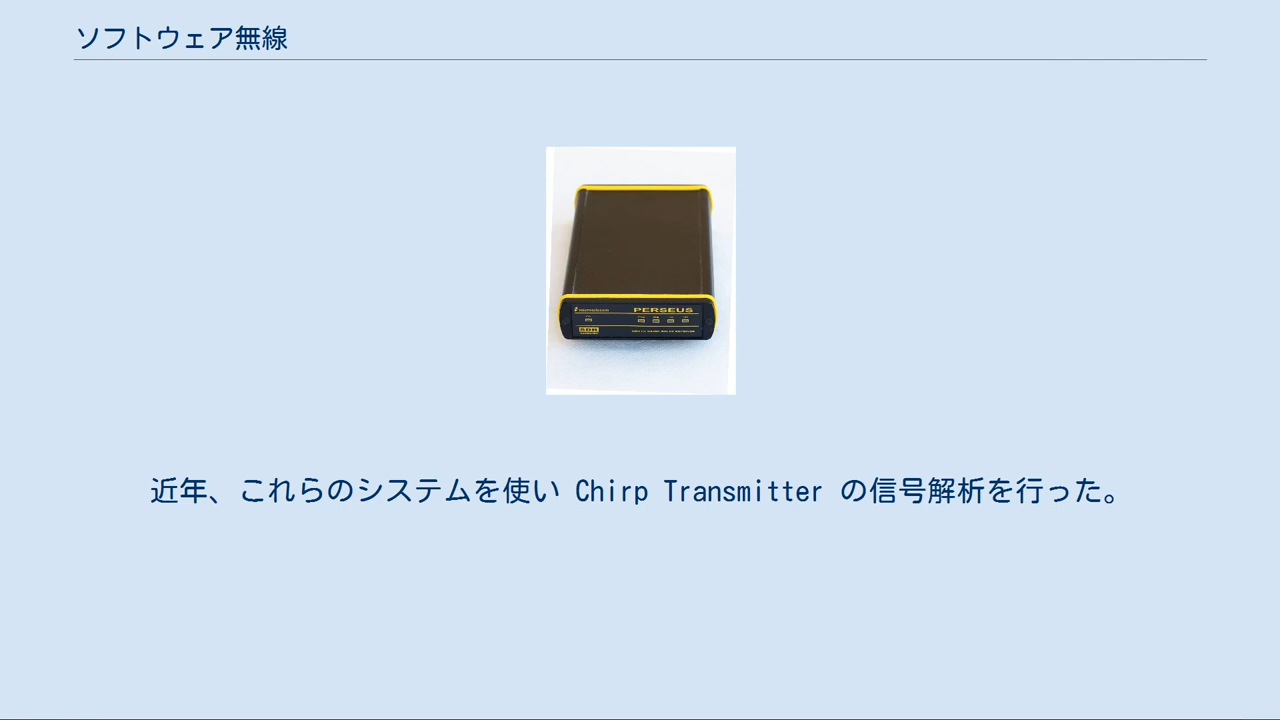 ソフトウェア無線
PERSEUS
SDR
近年、これらのシステムを使い Chirp Transmitter の信号解析を行った。